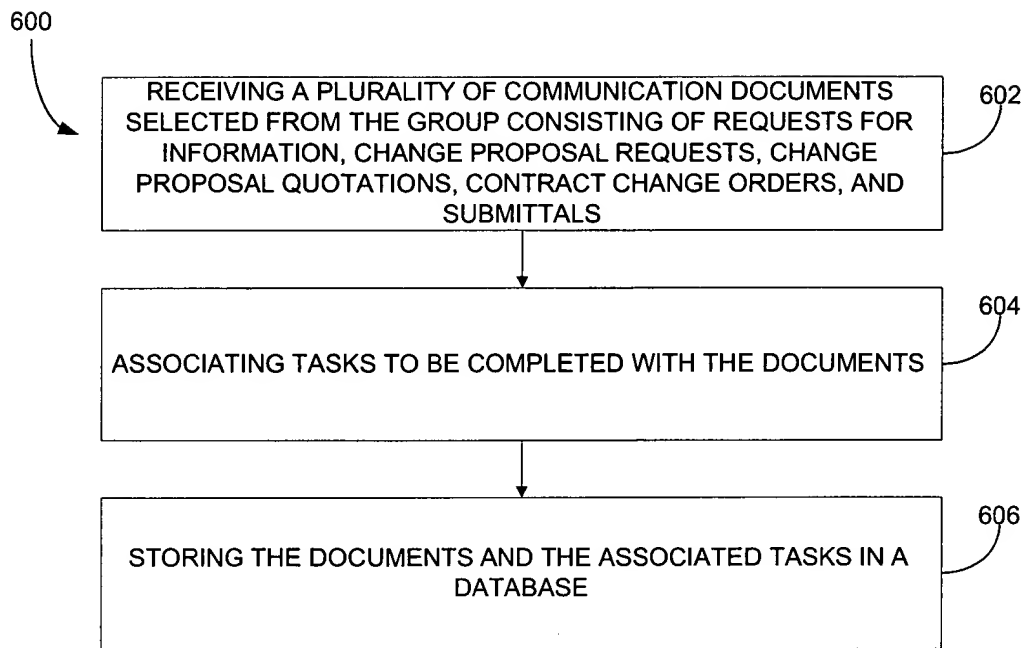 600
RECEIVING A PLURALITY OF COMMUNICATION DOCUMENTS
SELECTED FROM THE GROUP CONSISTING OF REQUESTS FOR
INFORMATION, CHANGE PROPOSAL REQUESTS, CHANGE
PROPOSAL QUOTATIONS, CONTRACT CHANGE ORDERS, AND
SUBMITTALS
602
ASSOCIATING TASKS TO BE COMPLETED WITH THE DOCUMENTS
604
STORING THE DOCUMENTS AND THE ASSOCIATED TASKS IN A
DATABASE
606